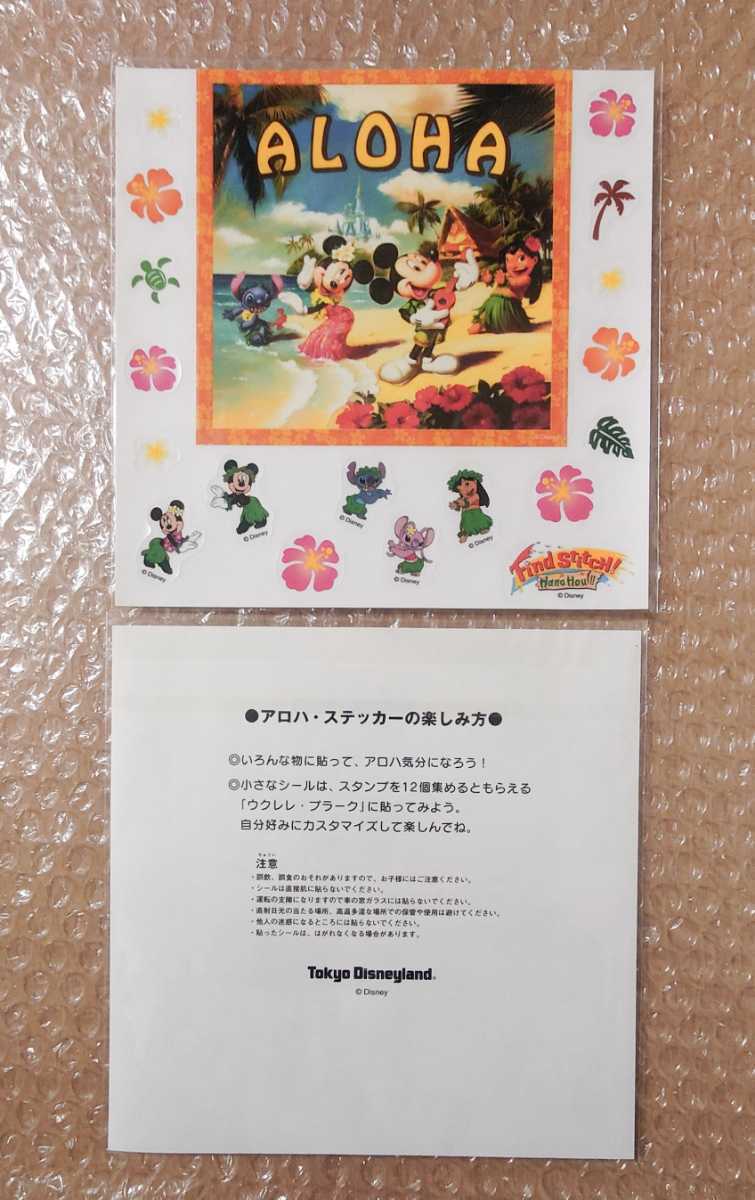 ALOHA
© Disney
© Disney
© Disney
© Disney
© Disney
Find Stitch!
Hana Hou!!
© Disney
●アロハ・ステッカーの楽しみ方●
◎いろんな物に貼って、アロハ気分になろう！
◎小さなシールは、スタンプを12個集めるともらえる
「ウクレレ・プラーク」に貼ってみよう。
自分好みにカスタマイズして楽しんでね。
ちゅうい
注意
・誤飲、誤食のおそれがありますので、お子様にはご注意ください。
・シールは直接肌に貼らないでください。
・運転の支障になりますので車の窓ガラスには貼らないでください。
・直射日光の当たる場所、高温多湿な場所での保管や使用は避けてください。
・他人の迷惑になるところには貼らないでください。
・貼ったシールは、はがれなくなる場合があります。
Tokyo Disneyland®
© Disney